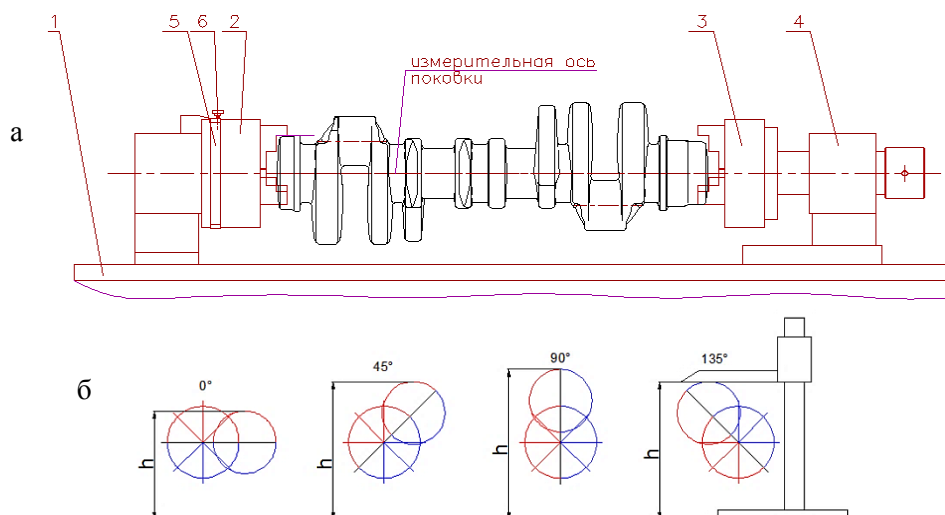 1 5 6 2 3 4
измерительная ось
поковки
а
б
0° 45° 90° 135°
h h h h